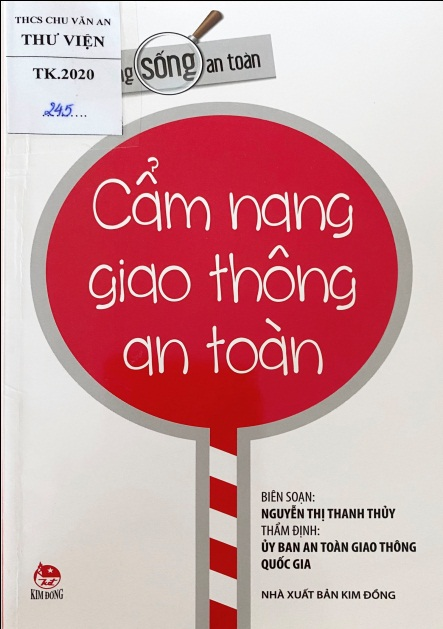 THCS CHU VĂN AN
THƯ VIỆN
TK.2020
245....
sống an toàn
Cẩm nang
giao thông
an toàn
BIÊN SOẠN:
NGUYỄN THỊ THANH THỦY
THẨM ĐỊNH:
ỦY BAN AN TOÀN GIAO THÔNG
QUỐC GIA
NHÀ XUẤT BẢN KIM ĐỒNG
KIM ĐỒNG